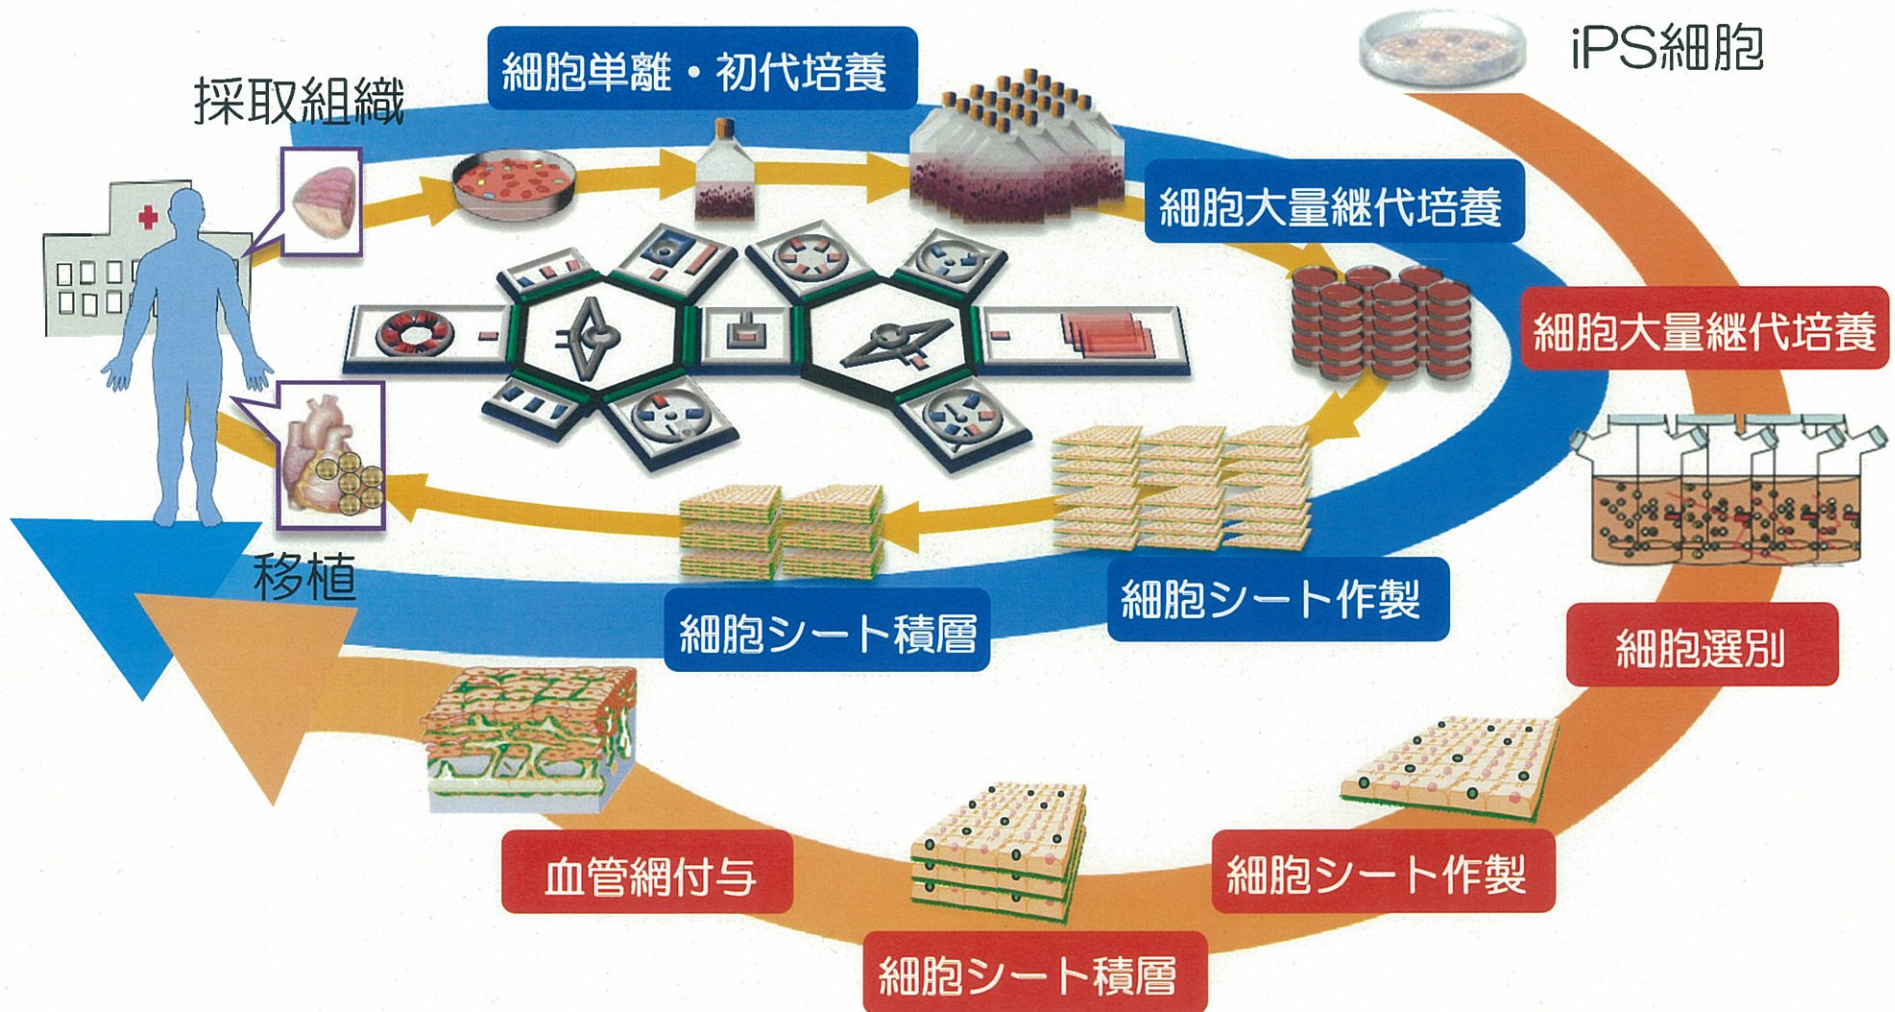 採取組織
細胞単離・初代培養
iPS細胞
細胞大量継代培養
細胞大量継代培養
移植
細胞シート積層
細胞シート作製
細胞選別
血管網付与
細胞シート作製
細胞シート積層